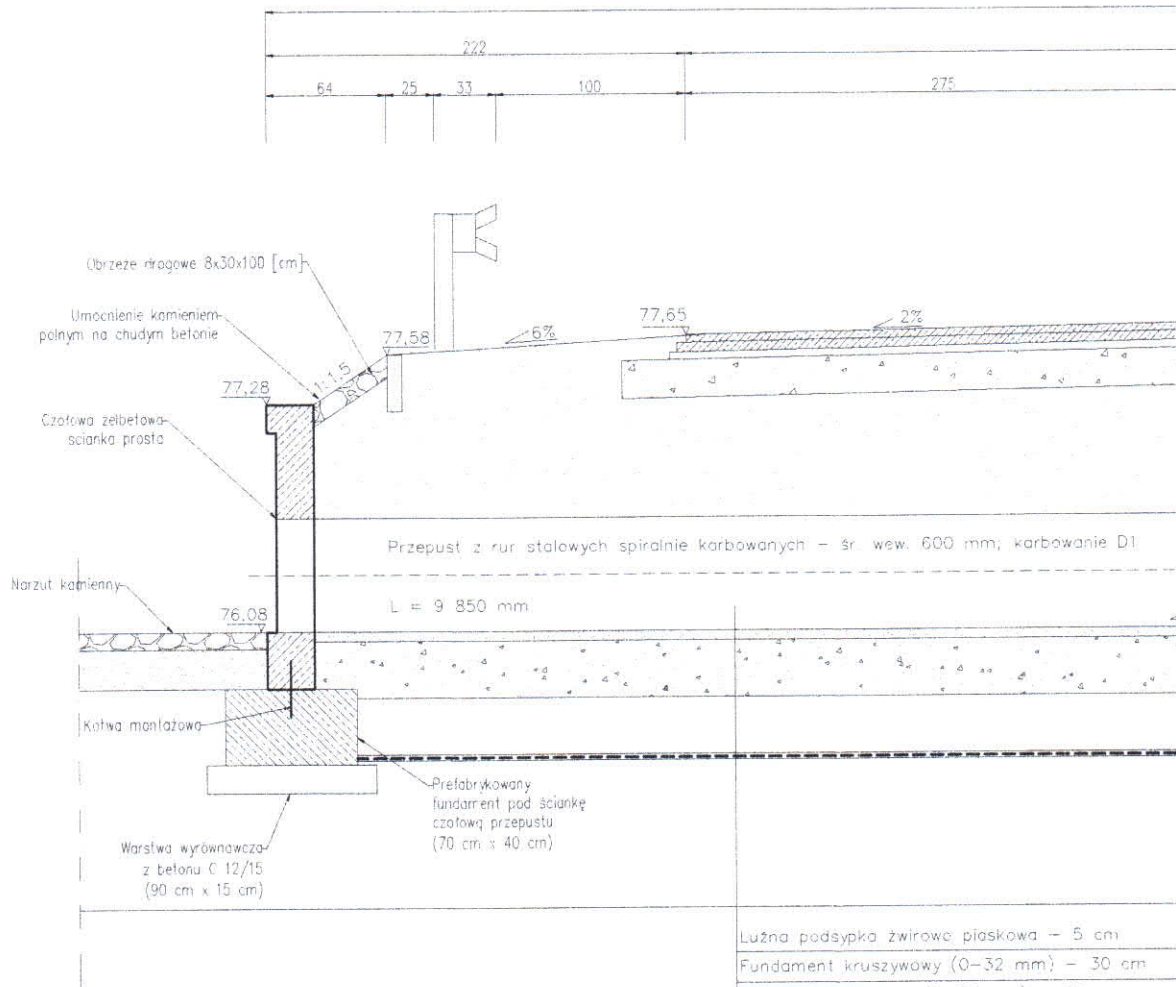 222
64
25
33
100
275
Obrzeże drogowe 8x30x100 [cm]
Umocnienie kamieniem
polnym na chudym betonie
77,58
6%
77,65
2%
1:1,5
77,28
Czołowa żelbetowa
ścianka prosta
Przepust z rur stalowych spiralnie karbowanych – śr. wew. 600 mm; karbowanie D1
Narzut kamienny
L = 9 850 mm
76,08
Kotwa montażowa
Prefabrykowany
fundament pod ściankę
czołową przepustu
(70 cm x 40 cm)
Warstwa wyrównawcza
z betonu C 12/15
(90 cm x 15 cm)
Luźna podsypka żwirowo piaskowa – 5 cm
Fundament kruszywowy (0–32 mm) – 30 cm